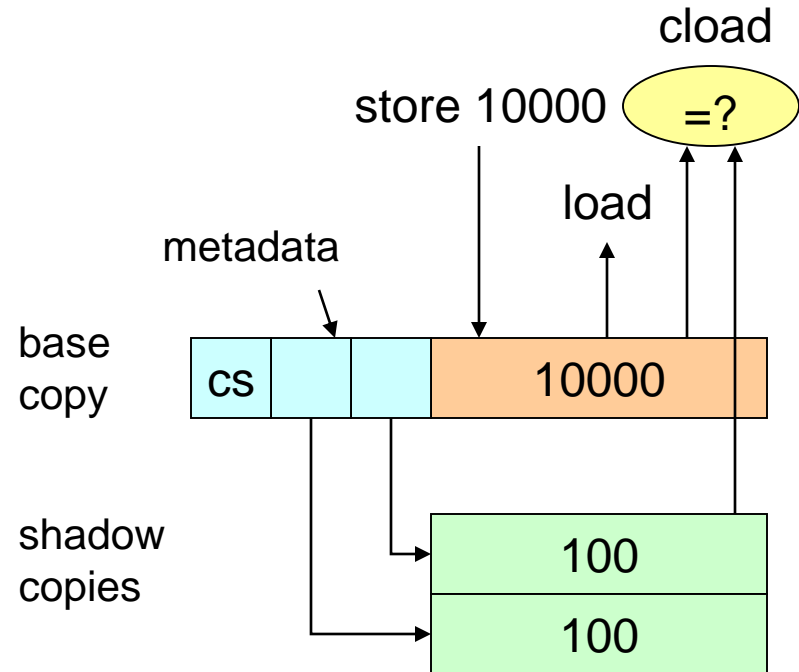 cload
store 10000
=?
load
metadata
base
copy
cs
10000
shadow
copies
100
100